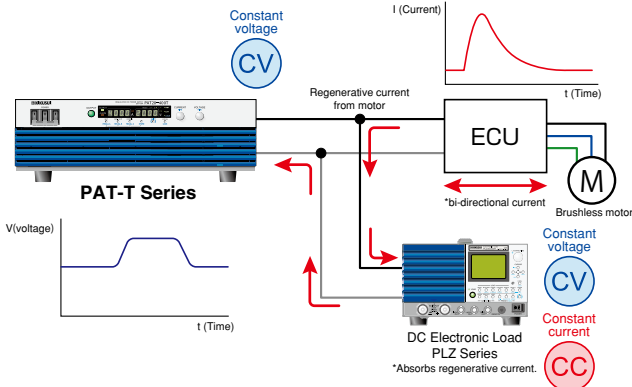 Constant
voltage
CV
I (Current)
t (Time)
Regenerative current
from motor
ECU
*bi-directional current
M
Brushless motor
PAT-T Series
V(voltage)
t (Time)
Constant
voltage
CV
Constant
current
CC
DC Electronic Load
PLZ Series
*Absorbs regenerative current.